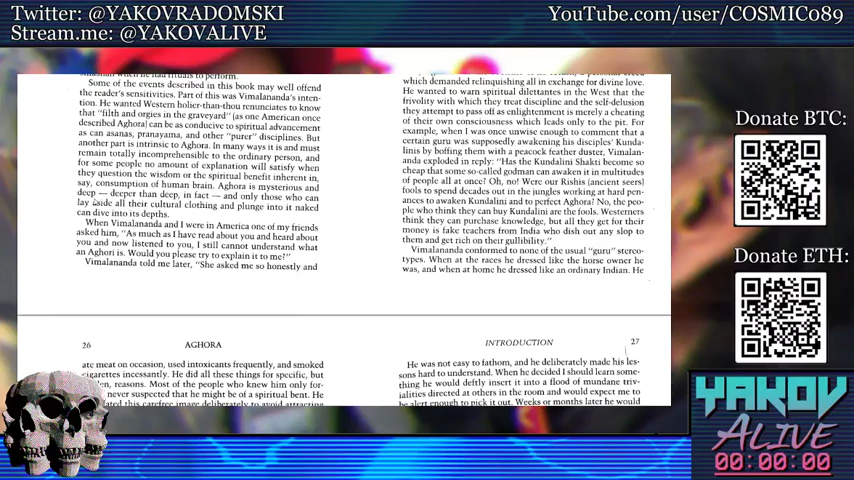 Twitter: @YAKOVRADOMSKI
Stream.me: @YAKOVALIVE
YouTube.com/user/COSMICo89
when he had rituals to perform.
Some of the events described in this book may well offend
the reader's sensitivities. Part of this was Vimalananda's inten-
tion. He wanted Western holier-than-thou renunciates to know
that "filth and orgies in the graveyard" (as one American once
described Aghora) can be as conducive to spiritual advancement
as can asanas, pranayama, and other "purer" disciplines. But
another part is intrinsic to Aghora. In many ways it is and must
remain totally incomprehensible to the ordinary person, and
for some people no amount of explanation will satisfy when
they question the wisdom or the spiritual benefit inherent in,
say, consumption of human brain. Aghora is mysterious and
deep — deeper than deep, in fact — and only those who can
lay aside all their cultural clothing and plunge into it naked
can dive into its depths.
When Vimalananda and I were in America one of my friends
asked him, "As much as I have read about you and heard about
you and now listened to you, I still cannot understand what
an Aghori is. Would you please try to explain it to me?"
Vimalananda told me later, "She asked me so honestly and
which demanded relinquishing all in exchange for divine love.
He wanted to warn spiritual dilettantes in the West that the
frivolity with which they treat discipline and the self-delusion
they attempt to pass off as enlightenment is merely a cheating
of their own consciousness which leads only to the pit. For
example, when I was once unwise enough to comment that a
certain guru was supposedly awakening his disciples' Kunda-
linis by boffing them with a peacock feather duster, Vimalan-
anda exploded in reply: "Has the Kundalini Shakti become so
cheap that some so-called godman can awaken it in multitudes
of people all at once? Oh, no! Were our Rishis (ancient seers)
fools to spend decades out in the jungles working at hard pen-
ances to awaken Kundalini and to perfect Aghora? No, the peo-
ple who think they can buy Kundalini are the fools. Westerners
think they can purchase knowledge, but all they get for their
money is fake teachers from India who dish out any slop to
them and get rich on their gullibility."
Vimalananda conformed to none of the usual "guru" stereo-
types. When at the races he dressed like the horse owner he
was, and when at home he dressed like an ordinary Indian. He
26 AGHORA
ate meat on occasion, used intoxicants frequently, and smoked
cigarettes incessantly. He did all these things for specific, but
reasons. Most of the people who knew him only for-
never suspected that he might be of a spiritual bent. He
this carefree image deliberately to avoid attracting
INTRODUCTION 27
He was not easy to fathom, and he deliberately made his les-
sons hard to understand. When he decided I should learn some-
thing he would deftly insert it into a flood of mundane triv-
ialities directed at others in the room and would expect me to
be alert enough to pick it out. Weeks or months later he would
Donate BTC:
Donate ETH:
YAKOV
ALIVE
00:00:00